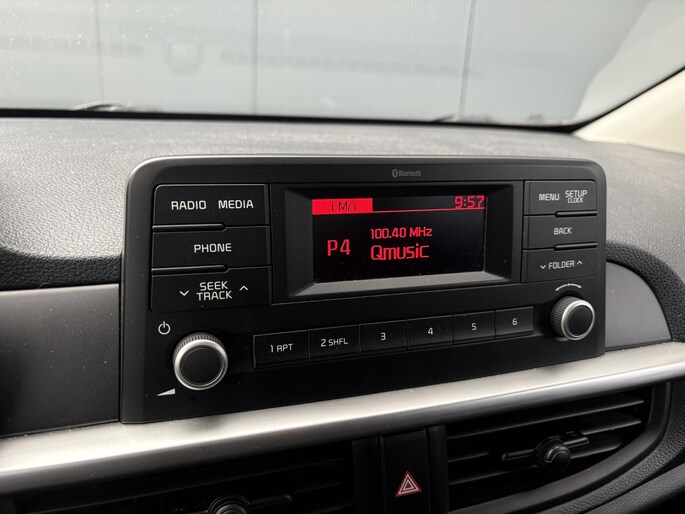 Bluetooth
RADIO MEDIA
FMA 9:57
MENU SETUP
CLOCK
PHONE
100.40 MHz
P4 Qmusic
BACK
SEEK
TRACK
FOLDER
1 RPT 2 SHFL 3 4 5 6